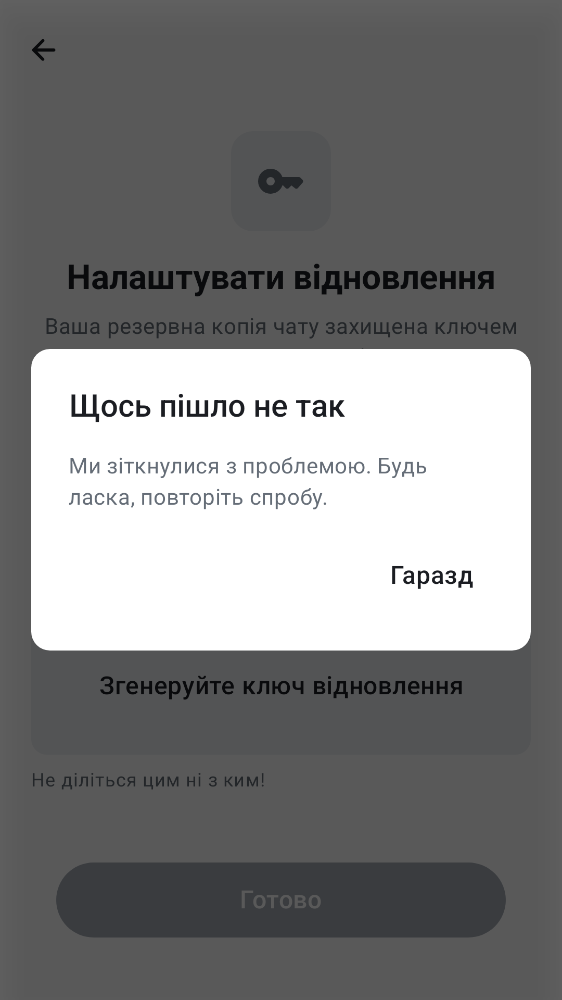 Налаштувати відновлення
Ваша резервна копія чату захищена ключем
Щось пішло не так
Ми зіткнулися з проблемою. Будь
ласка, повторіть спробу.
Гаразд
Згенеруйте ключ відновлення
Не діліться цим ні з ким!
Готово